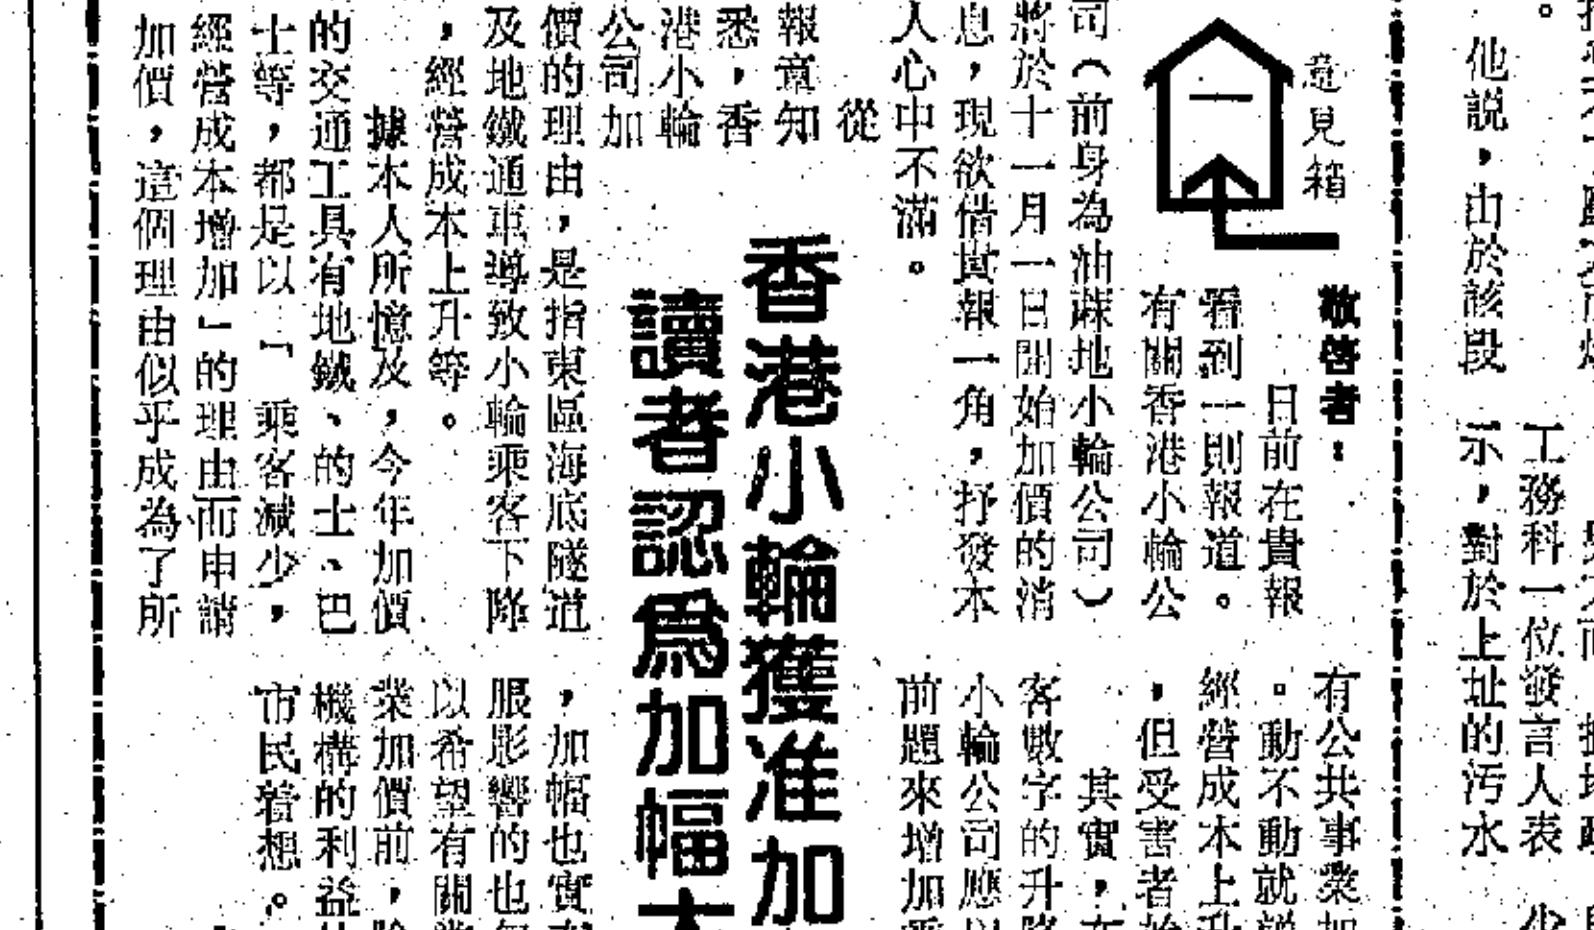 意見箱
香港小輪獲准加
讀者認爲加幅
敬啓者：
日前在貴報
看到一則報道。
有關香港小輪公
司（前身為油蔴地小輪公司）
將於十一月一日開始加價的消
息，現欲借貴報一角，抒發本
人心中不滿。
從
報章知
悉，香
港小輪
公司加
價的理由，是指東區海底隧道
及地鐵通車導致小輪乘客下降
，經營成本上升等。
據本人所憶及，今年加價
的交通工具有地鐵、的士、巴
士等，都是以「乘客減少，
經營成本增加」的理由而申請
加價，這個理由似乎成為了所
有公共事業加
。動不動就説
經營成本上升
，但受害者始
其實，在
客數字的升降
小輪公司應以
前題來增加乘
，加幅也實在
服影響的也
以希望有關當
業加價前，
機構的利益
市民着想。
他説，由於該段
工務科一位發言人表
示，對於上址的污水